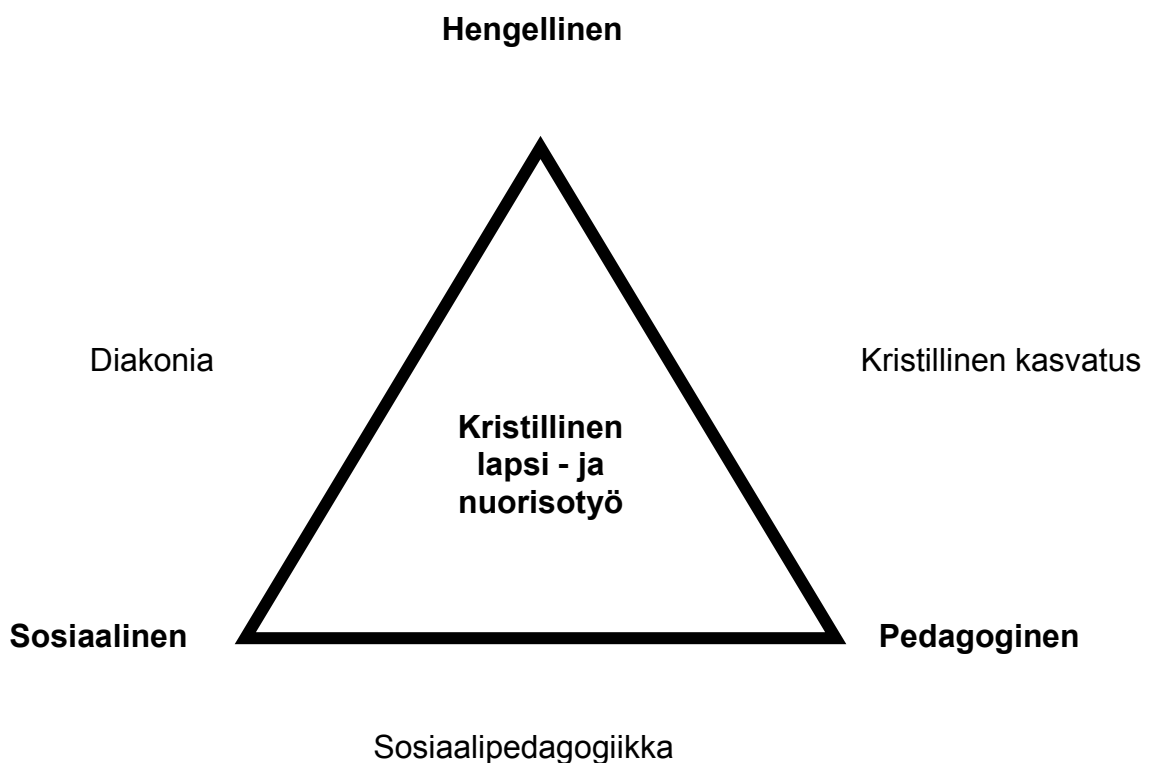 Hengellinen
Diakonia
Kristillinen kasvatus
Kristillinen
lapsi - ja
nuorisotyö
Sosiaalinen
Pedagoginen
Sosiaalipedagogiikka